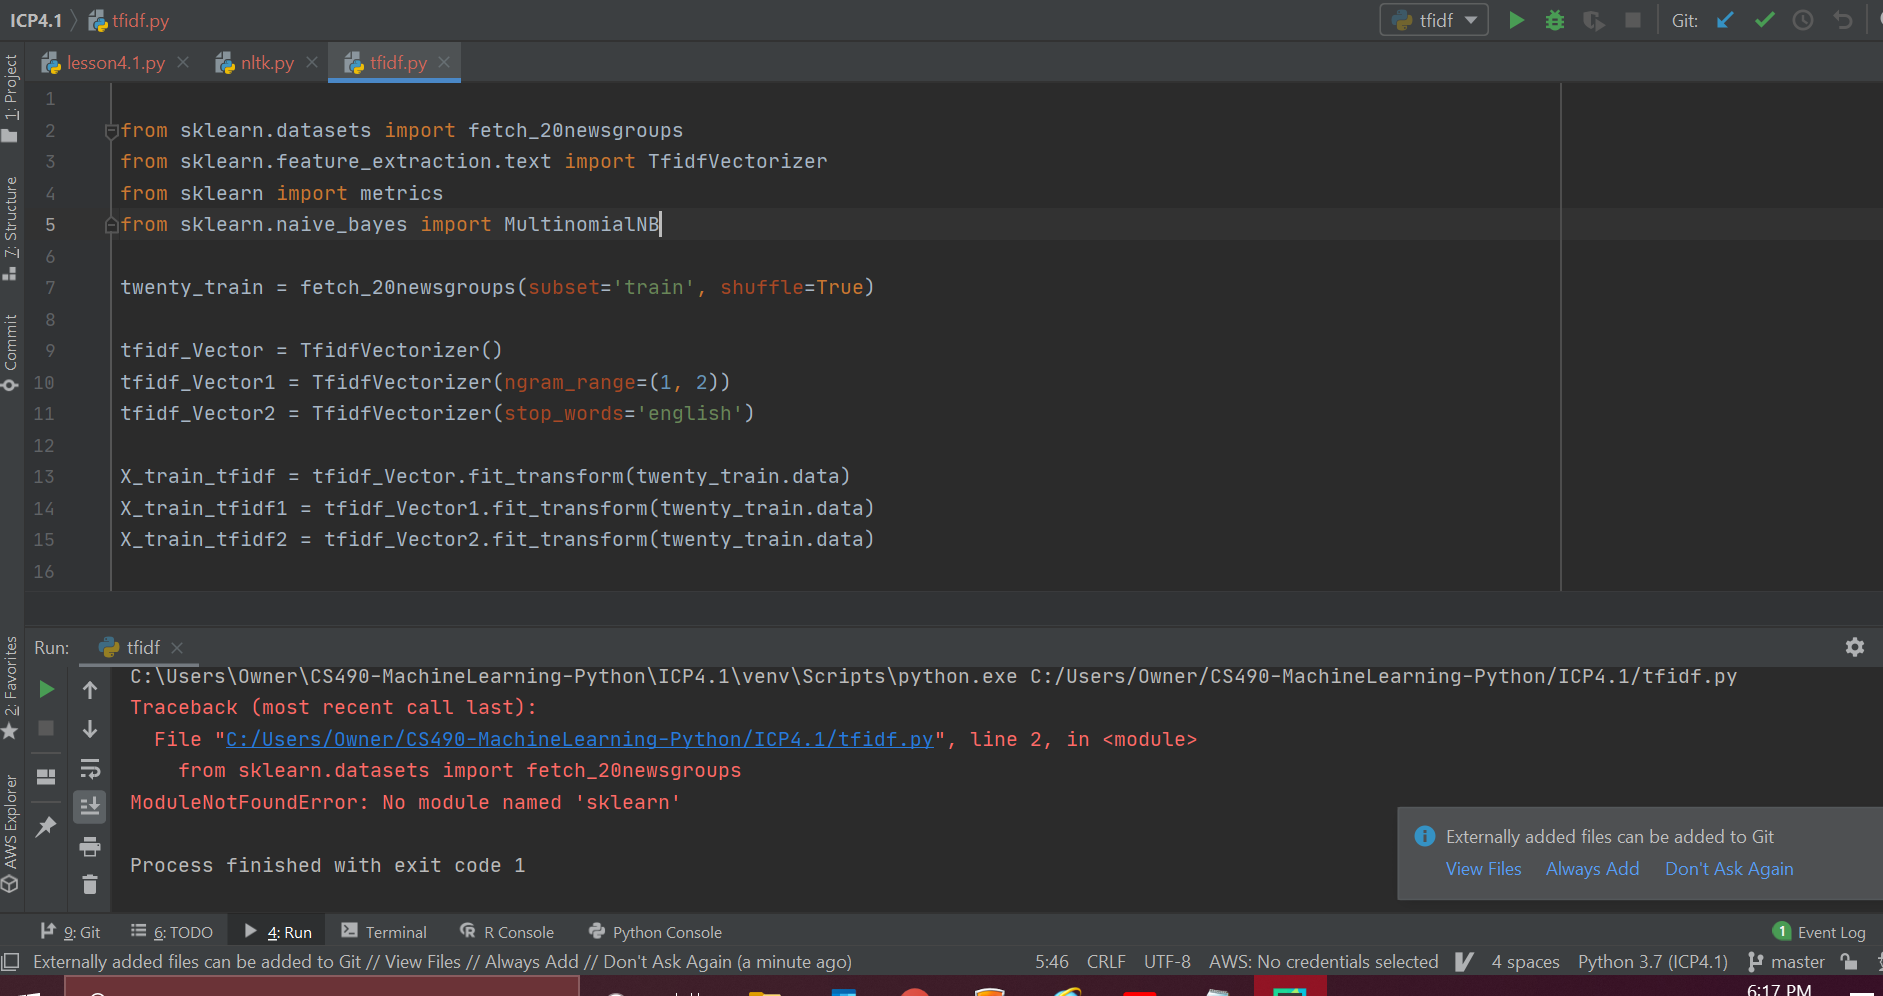 ICP4.1 tfidf.py
tfidf
Git:
lesson4.1.py nltk.py tfidf.py
1: Project
7: Structure
Commit
2: Favorites
AWS Explorer
1
2 from sklearn.datasets import fetch_20newsgroups
3 from sklearn.feature_extraction.text import TfidfVectorizer
4 from sklearn import metrics
5 from sklearn.naive_bayes import MultinomialNB
6
7 twenty_train = fetch_20newsgroups(subset='train', shuffle=True)
8
9 tfidf_Vector = TfidfVectorizer()
10 tfidf_Vector1 = TfidfVectorizer(ngram_range=(1, 2))
11 tfidf_Vector2 = TfidfVectorizer(stop_words='english')
12
13 X_train_tfidf = tfidf_Vector.fit_transform(twenty_train.data)
14 X_train_tfidf1 = tfidf_Vector1.fit_transform(twenty_train.data)
15 X_train_tfidf2 = tfidf_Vector2.fit_transform(twenty_train.data)
16
Run: tfidf
C:\Users\Owner\CS490-MachineLearning-Python\ICP4.1\venv\Scripts\python.exe C:/Users/Owner/CS490-MachineLearning-Python/ICP4.1/tfidf.py
Traceback (most recent call last):
File "C:/Users/Owner/CS490-MachineLearning-Python/ICP4.1/tfidf.py", line 2, in <module>
from sklearn.datasets import fetch_20newsgroups
ModuleNotFoundError: No module named 'sklearn'
Process finished with exit code 1
Externally added files can be added to Git
View Files Always Add Don't Ask Again
9: Git 6: TODO 4: Run Terminal R Console Python Console 1 Event Log
Externally added files can be added to Git // View Files // Always Add // Don't Ask Again (a minute ago) 5:46 CRLF UTF-8 AWS: No credentials selected 4 spaces Python 3.7 (ICP4.1) master
6:17 PM